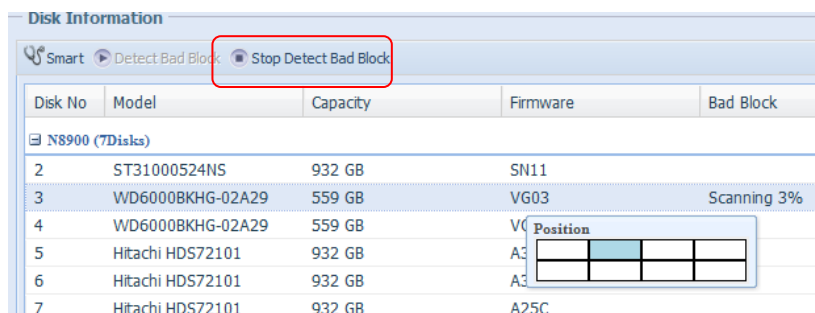 Disk Information
Smart Detect Bad Block Stop Detect Bad Block
Disk No Model Capacity Firmware Bad Block
N8900 (7Disks)
2 ST31000524NS 932 GB SN11
3 WD6000BKHG-02A29 559 GB VG03 Scanning 3%
4 WD6000BKHG-02A29 559 GB
Position
5 Hitachi HDS72101 932 GB
6 Hitachi HDS72101 932 GB
7 Hitachi HDS72101 932 GB A25C